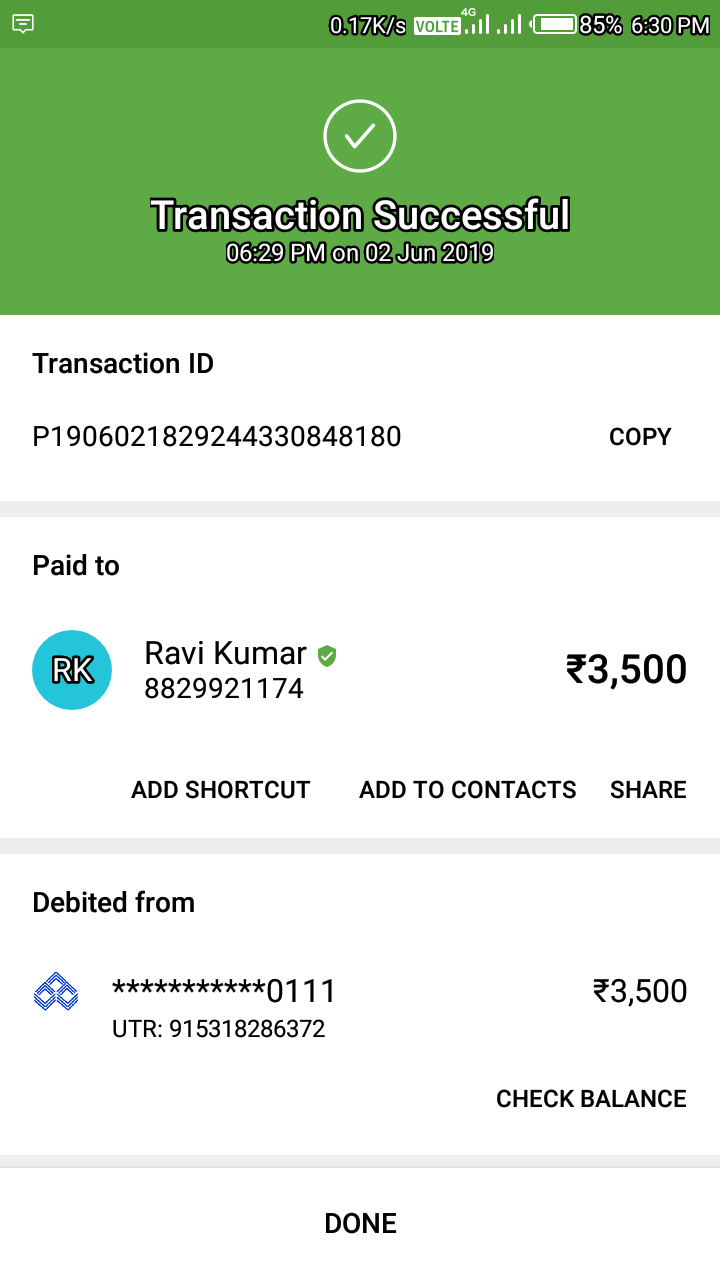 0.17K/s VOLTE 4G 85% 6:30 PM
Transaction Successful
06:29 PM on 02 Jun 2019
Transaction ID
P1906021829244330848180 COPY
Paid to
RK Ravi Kumar ₹3,500
8829921174
ADD SHORTCUT ADD TO CONTACTS SHARE
Debited from
***********0111 ₹3,500
UTR: 915318286372
CHECK BALANCE
DONE